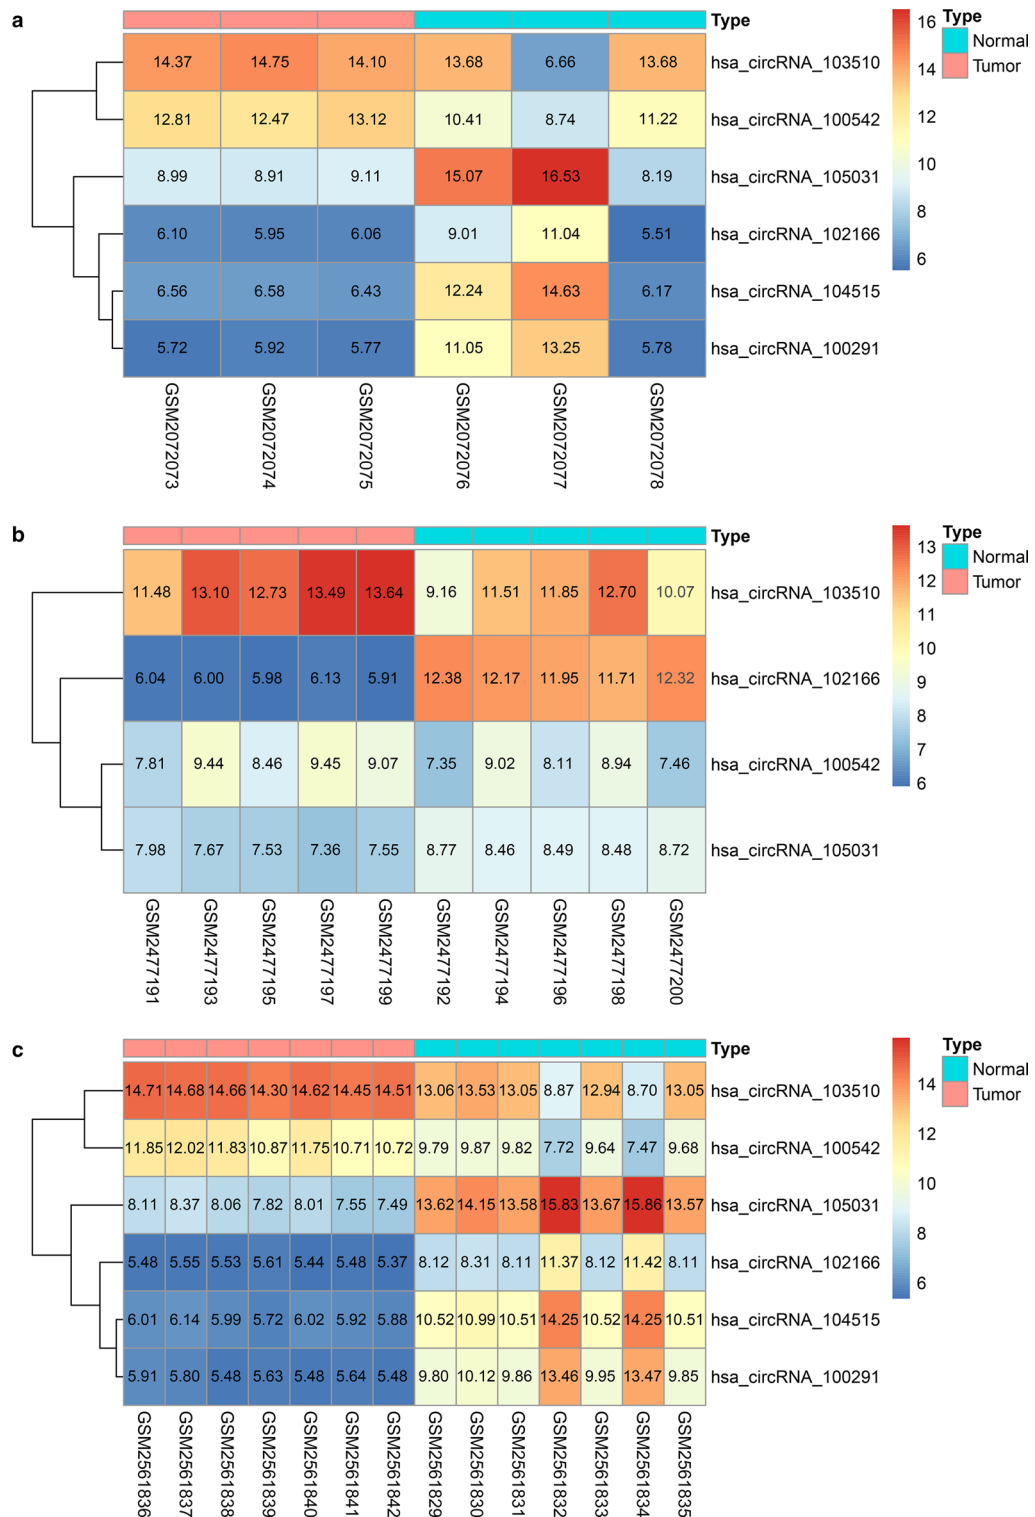 a
Type
14.37 14.75 14.10 13.68 6.66 13.68 hsa_circRNA_103510
12.81 12.47 13.12 10.41 8.74 11.22 hsa_circRNA_100542
8.99 8.91 9.11 15.07 16.53 8.19 hsa_circRNA_105031
6.10 5.95 6.06 9.01 11.04 5.51 hsa_circRNA_102166
6.56 6.58 6.43 12.24 14.63 6.17 hsa_circRNA_104515
5.72 5.92 5.77 11.05 13.25 5.78 hsa_circRNA_100291
GSM2072073
GSM2072074
GSM2072075
GSM2072076
GSM2072077
GSM2072078
16
14
12
10
8
6
Type
Normal
Tumor
b
Type
11.48 13.10 12.73 13.49 13.64 9.16 11.51 11.85 12.70 10.07 hsa_circRNA_103510
6.04 6.00 5.98 6.13 5.91 12.38 12.17 11.95 11.71 12.32 hsa_circRNA_102166
7.81 9.44 8.46 9.45 9.07 7.35 9.02 8.11 8.94 7.46 hsa_circRNA_100542
7.98 7.67 7.53 7.36 7.55 8.77 8.46 8.49 8.48 8.72 hsa_circRNA_105031
GSM2477191
GSM2477193
GSM2477195
GSM2477197
GSM2477199
GSM2477192
GSM2477194
GSM2477196
GSM2477198
GSM2477200
13
12
11
10
9
8
7
6
Type
Normal
Tumor
c
Type
14.71 14.68 14.66 14.30 14.62 14.45 14.51 13.06 13.53 13.05 8.87 12.94 8.70 13.05 hsa_circRNA_103510
11.85 12.02 11.83 10.87 11.75 10.71 10.72 9.79 9.87 9.82 7.72 9.64 7.47 9.68 hsa_circRNA_100542
8.11 8.37 8.06 7.82 8.01 7.55 7.49 13.62 14.15 13.58 15.83 13.67 15.86 13.57 hsa_circRNA_105031
5.48 5.55 5.53 5.61 5.44 5.48 5.37 8.12 8.31 8.11 11.37 8.12 11.42 8.11 hsa_circRNA_102166
6.01 6.14 5.99 5.72 6.02 5.92 5.88 10.52 10.99 10.51 14.25 10.52 14.25 10.51 hsa_circRNA_104515
5.91 5.80 5.48 5.63 5.48 5.64 5.48 9.80 10.12 9.86 13.46 9.95 13.47 9.85 hsa_circRNA_100291
GSM2561836
GSM2561837
GSM2561838
GSM2561839
GSM2561840
GSM2561841
GSM2561842
GSM2561829
GSM2561830
GSM2561831
GSM2561832
GSM2561833
GSM2561834
GSM2561835
14
12
10
8
6
Type
Normal
Tumor